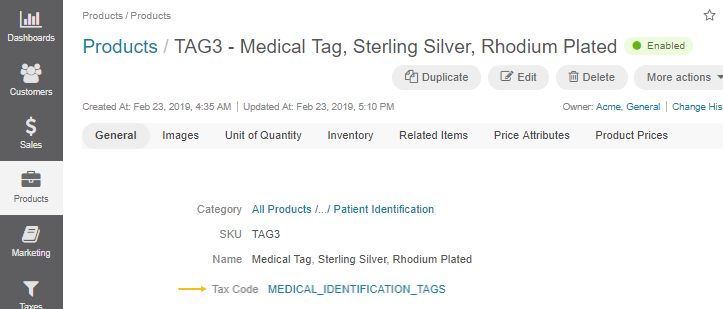 Dashboards
Customers
Sales
Products
Marketing
Taxes
Products / Products
Products / TAG3 - Medical Tag, Sterling Silver, Rhodium Plated Enabled
Duplicate Edit Delete More actions
Created At: Feb 23, 2019, 4:35 AM | Updated At: Feb 23, 2019, 5:10 PM Owner: Acme, General | Change His
General Images Unit of Quantity Inventory Related Items Price Attributes Product Prices
Category All Products /.../ Patient Identification
SKU TAG3
Name Medical Tag, Sterling Silver, Rhodium Plated
Tax Code MEDICAL_IDENTIFICATION_TAGS